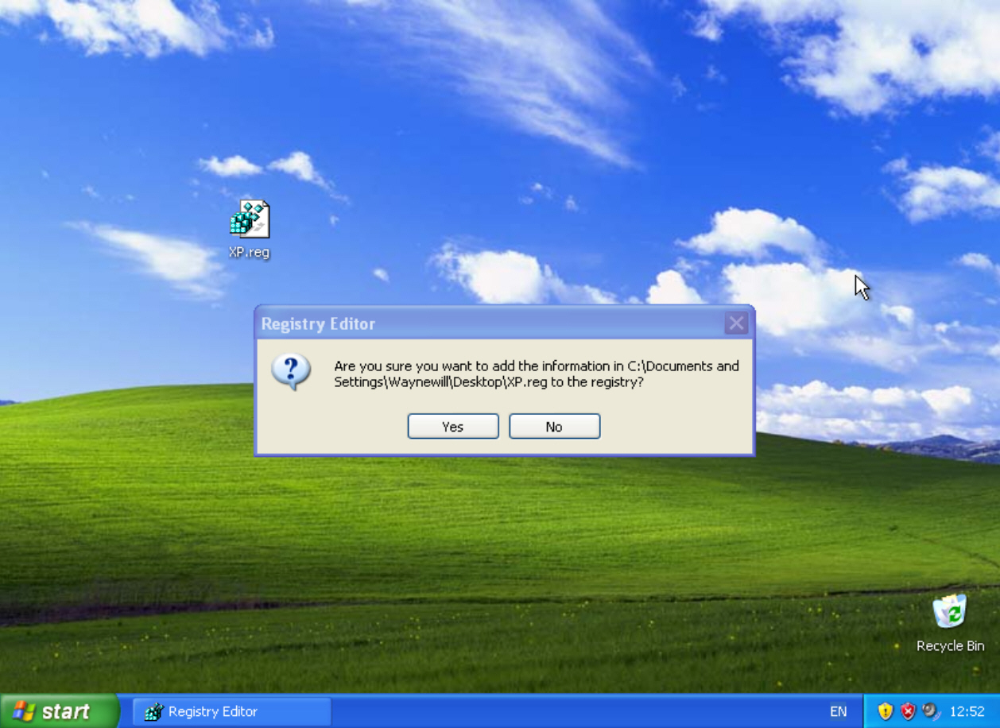 XP.reg
Registry Editor
Are you sure you want to add the information in C:\Documents and
Settings\Waynewill\Desktop\XP.reg to the registry?
Yes
No
Recycle Bin
start
Registry Editor
EN
12:52